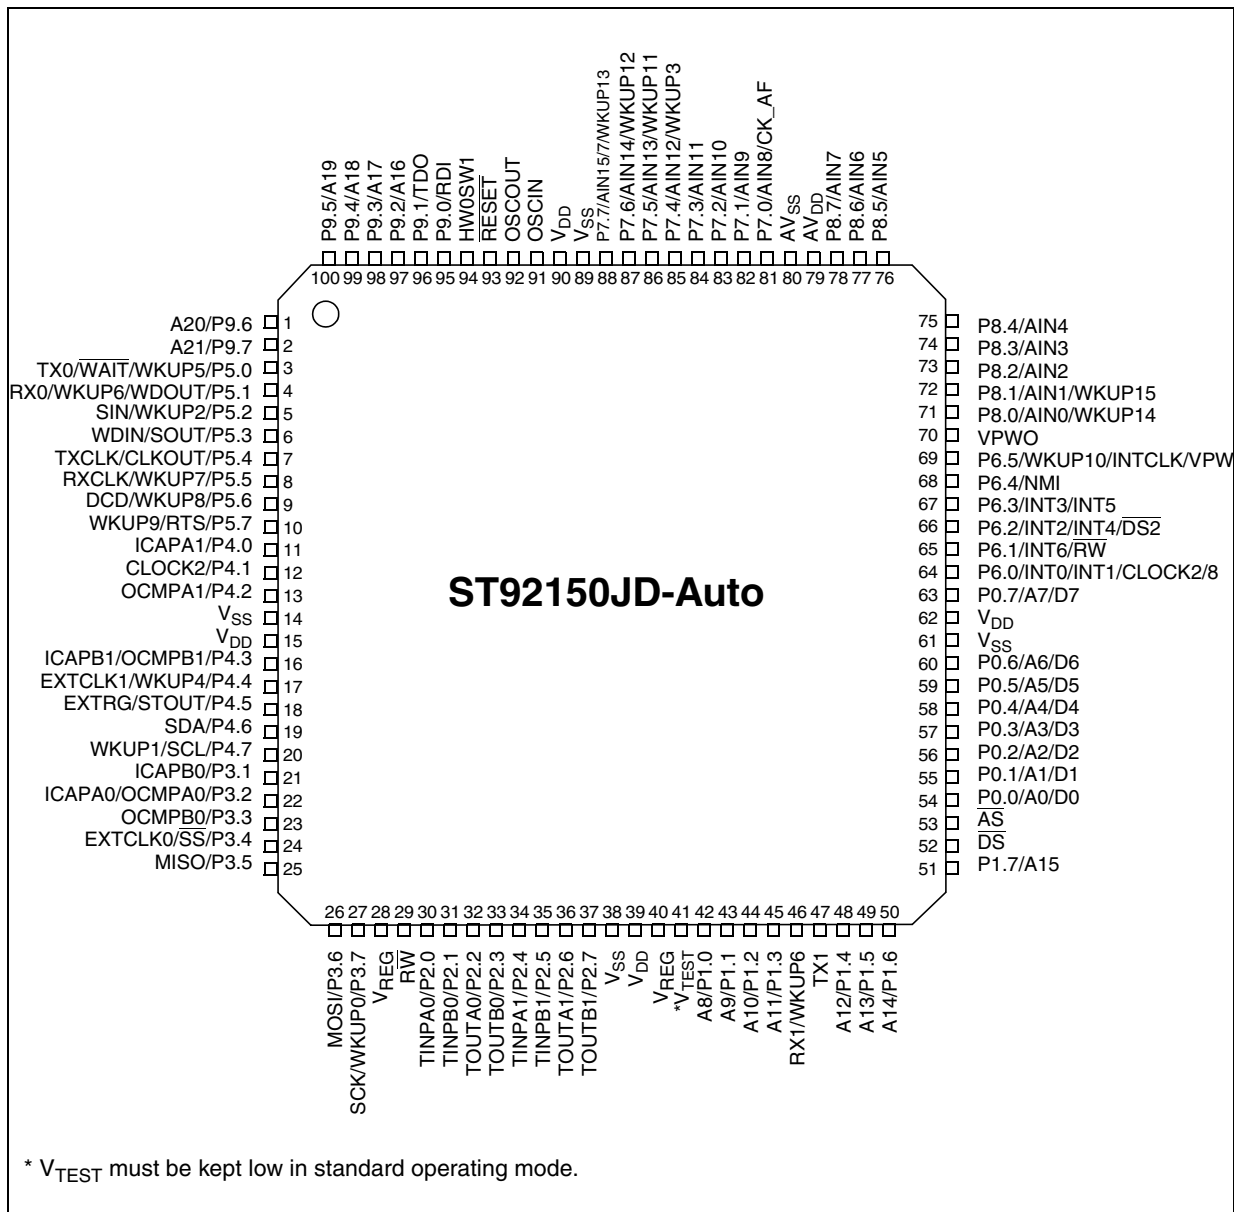 P9.5/A19
P9.4/A18
P9.3/A17
P9.2/A16
P9.1/TDO
P9.0/RDI
HW0SW1
RESET
OSCOUT
OSCIN
VDD
VSS
P7.7/AIN15/7/WKUP13
P7.6/AIN14/WKUP12
P7.5/AIN13/WKUP11
P7.4/AIN12/WKUP3
P7.3/AIN11
P7.2/AIN10
P7.1/AIN9
P7.0/AIN8/CK_AF
AVSS
AVDD
P8.7/AIN7
P8.6/AIN6
P8.5/AIN5
100 99 98 97 96 95 94 93 92 91 90 89 88 87 86 85 84 83 82 81 80 79 78 77 76
A20/P9.6 1
A21/P9.7 2
TX0/WAIT/WKUP5/P5.0 3
RX0/WKUP6/WDOUT/P5.1 4
SIN/WKUP2/P5.2 5
WDIN/SOUT/P5.3 6
TXCLK/CLKOUT/P5.4 7
RXCLK/WKUP7/P5.5 8
DCD/WKUP8/P5.6 9
WKUP9/RTS/P5.7 10
ICAPA1/P4.0 11
CLOCK2/P4.1 12
OCMPA1/P4.2 13
VSS 14
VDD 15
ICAPB1/OCMPB1/P4.3 16
EXTCLK1/WKUP4/P4.4 17
EXTRG/STOUT/P4.5 18
SDA/P4.6 19
WKUP1/SCL/P4.7 20
ICAPB0/P3.1 21
ICAPA0/OCMPA0/P3.2 22
OCMPB0/P3.3 23
EXTCLK0/SS/P3.4 24
MISO/P3.5 25
ST92150JD-Auto
75 P8.4/AIN4
74 P8.3/AIN3
73 P8.2/AIN2
72 P8.1/AIN1/WKUP15
71 P8.0/AIN0/WKUP14
70 VPWO
69 P6.5/WKUP10/INTCLK/VPW
68 P6.4/NMI
67 P6.3/INT3/INT5
66 P6.2/INT2/INT4/DS2
65 P6.1/INT6/RW
64 P6.0/INT0/INT1/CLOCK2/8
63 P0.7/A7/D7
62 VDD
61 VSS
60 P0.6/A6/D6
59 P0.5/A5/D5
58 P0.4/A4/D4
57 P0.3/A3/D3
56 P0.2/A2/D2
55 P0.1/A1/D1
54 P0.0/A0/D0
53 AS
52 DS
51 P1.7/A15
26 27 28 29 30 31 32 33 34 35 36 37 38 39 40 41 42 43 44 45 46 47 48 49 50
MOSI/P3.6
SCK/WKUP0/P3.7
VREG
RW
TINPA0/P2.0
TINPB0/P2.1
TOUTA0/P2.2
TOUTB0/P2.3
TINPA1/P2.4
TINPB1/P2.5
TOUTA1/P2.6
TOUTB1/P2.7
VSS
VDD
VREG
*VTEST
A8/P1.0
A9/P1.1
A10/P1.2
A11/P1.3
RX1/WKUP6
TX1
A12/P1.4
A13/P1.5
A14/P1.6
* VTEST must be kept low in standard operating mode.